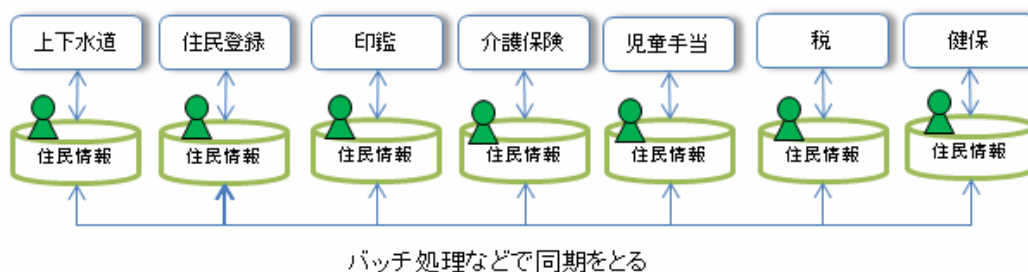 上下水道
住民登録
印鑑
介護保険
児童手当
税
健保
住民情報
住民情報
住民情報
住民情報
住民情報
住民情報
住民情報
バッチ処理などで同期をとる